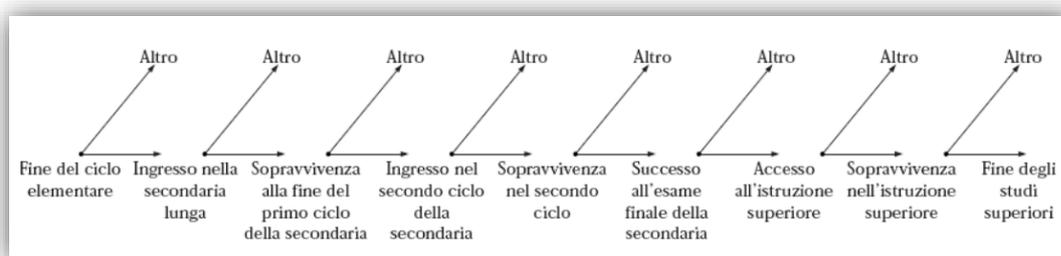 Altro Altro Altro Altro Altro Altro Altro Altro
Fine del ciclo
elementare
Ingresso nella
secondaria
lunga
Sopravvivenza
alla fine del
primo ciclo
della secondaria
Ingresso nel
secondo ciclo
della
secondaria
Sopravvivenza
nel secondo
ciclo
Successo
all'esame
finale della
secondaria
Accesso
all'istruzione
superiore
Sopravvivenza
nell'istruzione
superiore
Fine degli
studi
superiori